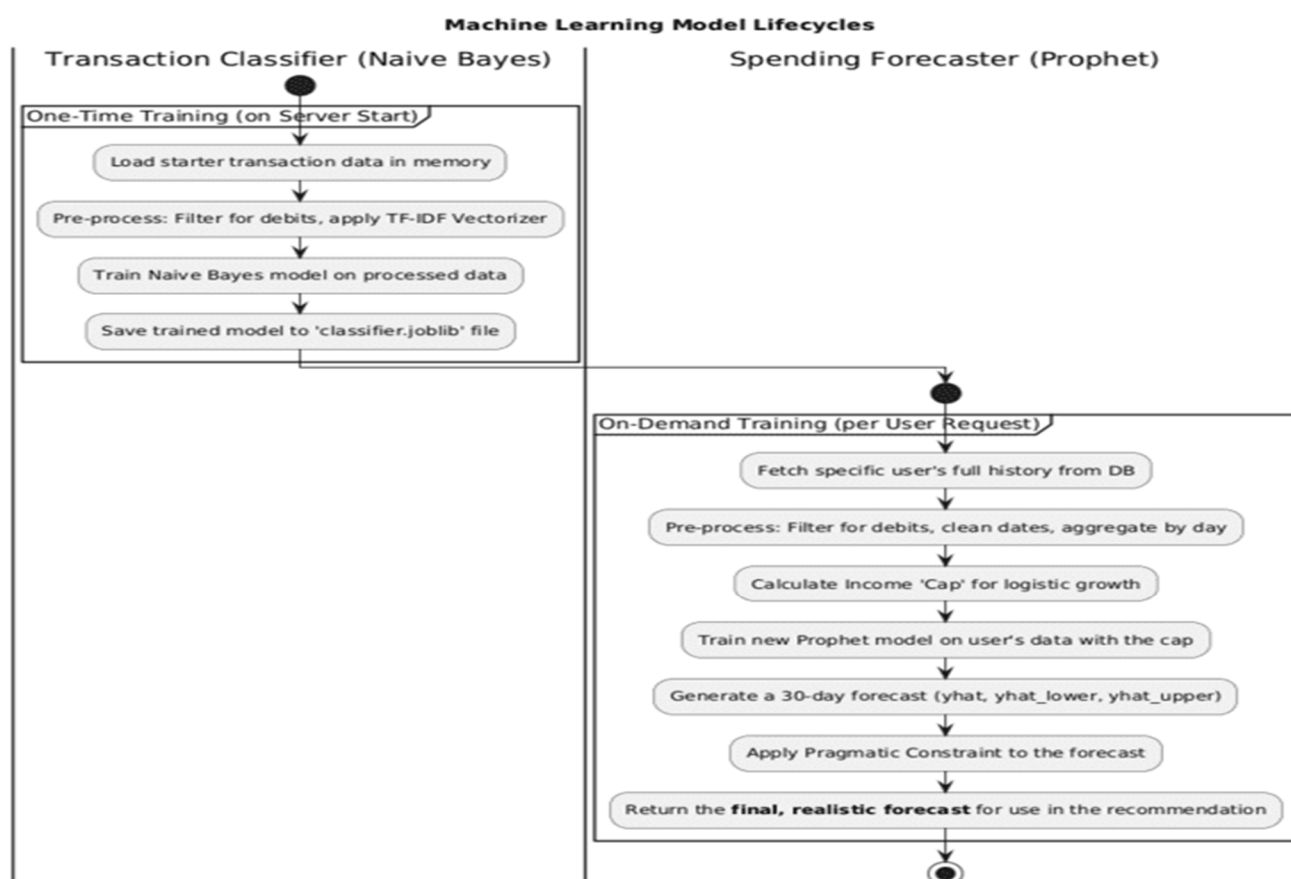 Machine Learning Model Lifecycles
Transaction Classifier (Naive Bayes)
Spending Forecaster (Prophet)
One-Time Training (on Server Start)
Load starter transaction data in memory
Pre-process: Filter for debits, apply TF-IDF Vectorizer
Train Naive Bayes model on processed data
Save trained model to 'classifier.joblib' file
On-Demand Training (per User Request)
Fetch specific user's full history from DB
Pre-process: Filter for debits, clean dates, aggregate by day
Calculate Income 'Cap' for logistic growth
Train new Prophet model on user's data with the cap
Generate a 30-day forecast (yhat, yhat_lower, yhat_upper)
Apply Pragmatic Constraint to the forecast
Return the final, realistic forecast for use in the recommendation